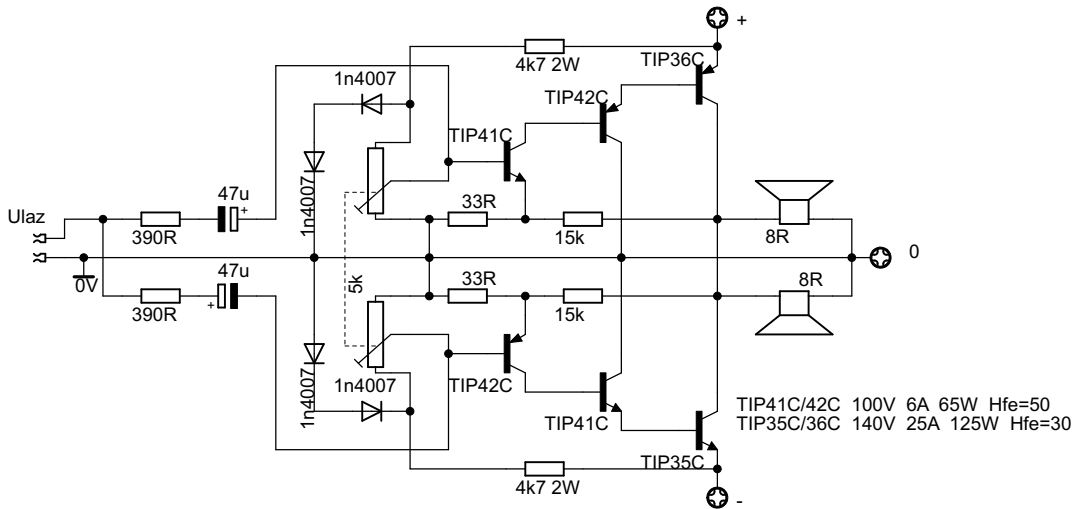 +
TIP36C
4k7 2W
1n4007
TIP42C
TIP41C
1n4007
47u
+
33R
Ulaz
390R
15k
8R
0
0V
47u
5k
33R
8R
+
390R
15k
1n4007
1n4007
TIP42C
TIP41C
TIP41C/42C 100V 6A 65W Hfe=50
TIP35C/36C 140V 25A 125W Hfe=30
TIP35C
4k7 2W
-